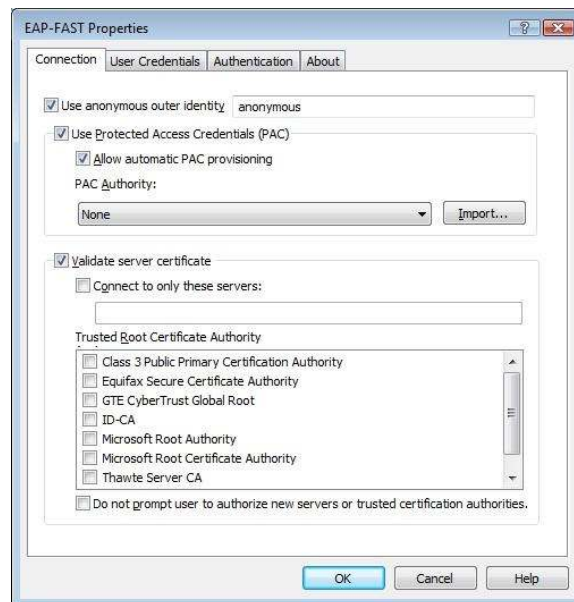 EAP-FAST Properties
Connection User Credentials Authentication About
Use anonymous outer identity anonymous
Use Protected Access Credentials (PAC)
Allow automatic PAC provisioning
PAC Authority:
None Import...
Validate server certificate
Connect to only these servers:
Trusted Root Certificate Authority
Class 3 Public Primary Certification Authority
Equifax Secure Certificate Authority
GTE CyberTrust Global Root
ID-CA
Microsoft Root Authority
Microsoft Root Certificate Authority
Thawte Server CA
Do not prompt user to authorize new servers or trusted certification authorities.
OK Cancel Help